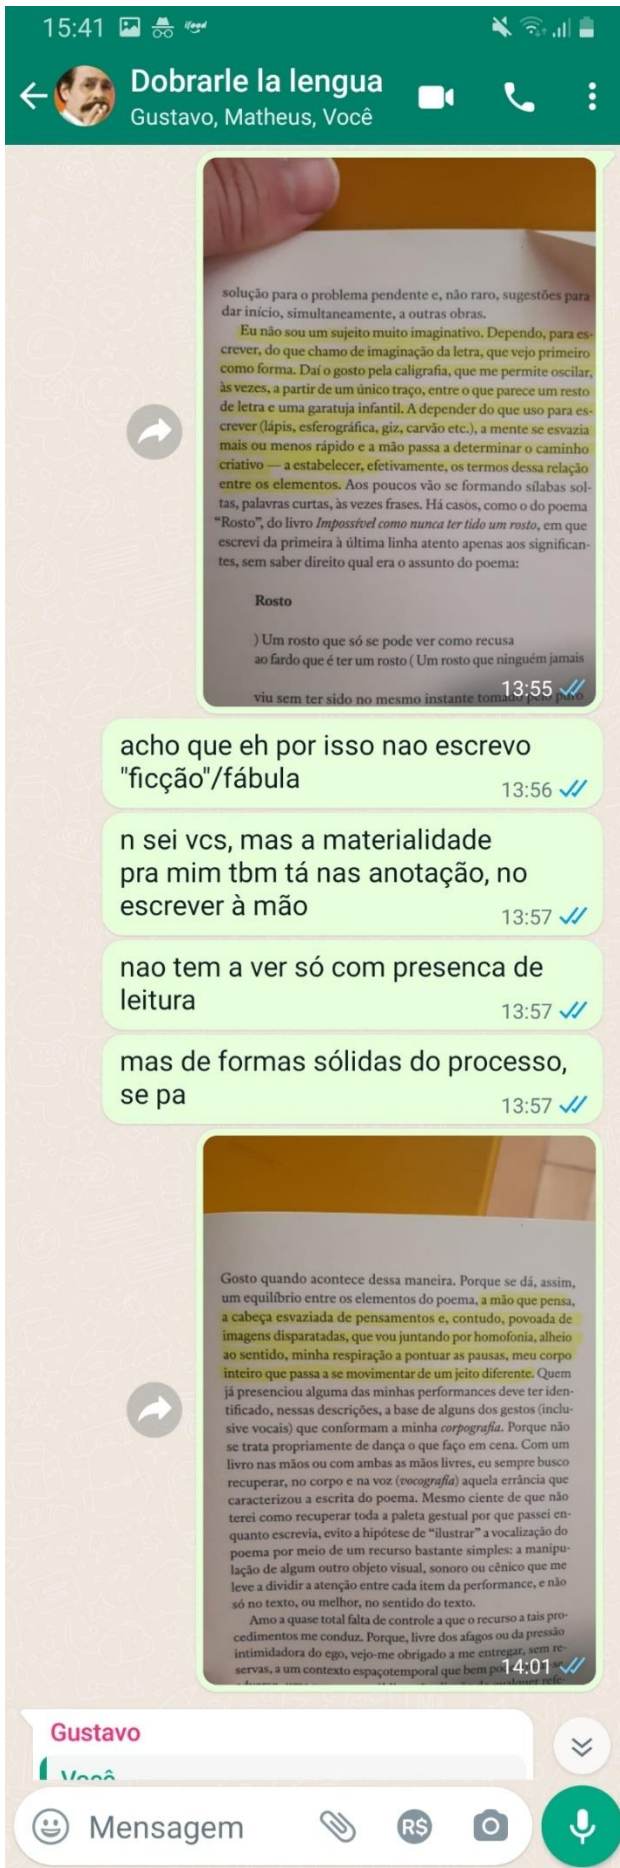 15:41
ifood
Dobrarle la lengua
Gustavo, Matheus, Você
solução para o problema pendente e, não raro, sugestões para
dar início, simultaneamente, a outras obras.
Eu não sou um sujeito muito imaginativo. Dependo, para es-
crever, do que chamo de imaginação da letra, que vejo primeiro
como forma. Daí o gosto pela caligrafia, que me permite oscilar,
às vezes, a partir de um único traço, entre o que parece um resto
de letra e uma garatuja infantil. A depender do que uso para es-
crever (lápis, esferográfica, giz, carvão etc.), a mente se esvazia
mais ou menos rápido e a mão passa a determinar o caminho
criativo — a estabelecer, efetivamente, os termos dessa relação
entre os elementos. Aos poucos vão se formando sílabas sol-
tas, palavras curtas, às vezes frases. Há casos, como o do poema
“Rosto”, do livro Impossível como nunca ter tido um rosto, em que
escrevi da primeira à última linha atento apenas aos significan-
tes, sem saber direito qual era o assunto do poema:
Rosto
) Um rosto que só se pode ver como recusa
ao fardo que é ter um rosto ( Um rosto que ninguém jamais
viu sem ter sido no mesmo instante tomado pelo puro
13:55
acho que eh por isso nao escrevo
"ficção"/fábula
13:56
n sei vcs, mas a materialidade
pra mim tbm tá nas anotação, no
escrever à mão
13:57
nao tem a ver só com presenca de
leitura
13:57
mas de formas sólidas do processo,
se pa
13:57
Gosto quando acontece dessa maneira. Porque se dá, assim,
um equilíbrio entre os elementos do poema, a mão que pensa,
a cabeça esvaziada de pensamentos e, contudo, povoada de
imagens disparatadas, que vou juntando por homofonia, alheio
ao sentido, minha respiração a pontuar as pausas, meu corpo
inteiro que passa a se movimentar de um jeito diferente. Quem
já presenciou alguma das minhas performances deve ter iden-
tificado, nessas descrições, a base de alguns dos gestos (inclu-
sive vocais) que conformam a minha corpografia. Porque não
se trata propriamente de dança o que faço em cena. Com um
livro nas mãos ou com ambas as mãos livres, eu sempre busco
recuperar, no corpo e na voz (vocografia) aquela errância que
caracterizou a escrita do poema. Mesmo ciente de que não
terei como recuperar toda a paleta gestual por que passei en-
quanto escrevia, evito a hipótese de “ilustrar” a vocalização do
poema por meio de um recurso bastante simples: a manipu-
lação de algum outro objeto visual, sonoro ou cênico que me
leve a dividir a atenção entre cada item da performance, e não
só no texto, ou melhor, no sentido do texto.
Amo a quase total falta de controle a que o recurso a tais pro-
cedimentos me conduz. Porque, livre dos afagos ou da pressão
intimidadora do ego, vejo-me obrigado a me entregar, sem re-
servas, a um contexto espaçotemporal que bem
14:01
Gustavo
Você
Mensagem
R$